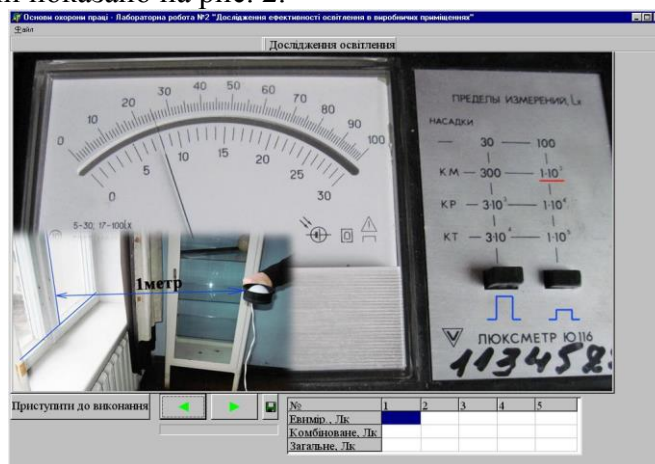 и показано на рис. 2.
Основи охорони праці - Лабораторна робота №2 "Дослідження ефективності освітлення в виробничих приміщеннях"
Файл
Дослідження освітлення
0 10 20 30 40 50 60 70 80 90 100
0 5 10 15 20 25 30
5-30; 17-100Lx
1метр
ПРЕДЕЛЫ ИЗМЕРЕНИЙ, Lx
НАСАДКИ
— 30 — 100
КМ — 300 — 1·10³
КР — 3·10³ — 1·10⁴
КТ — 3·10⁴ — 1·10⁵
ЛЮКСМЕТР Ю116
Приступити до виконання
№ 1 2 3 4 5
Евимір., Лк
Комбіноване, Лк
Загальне, Лк